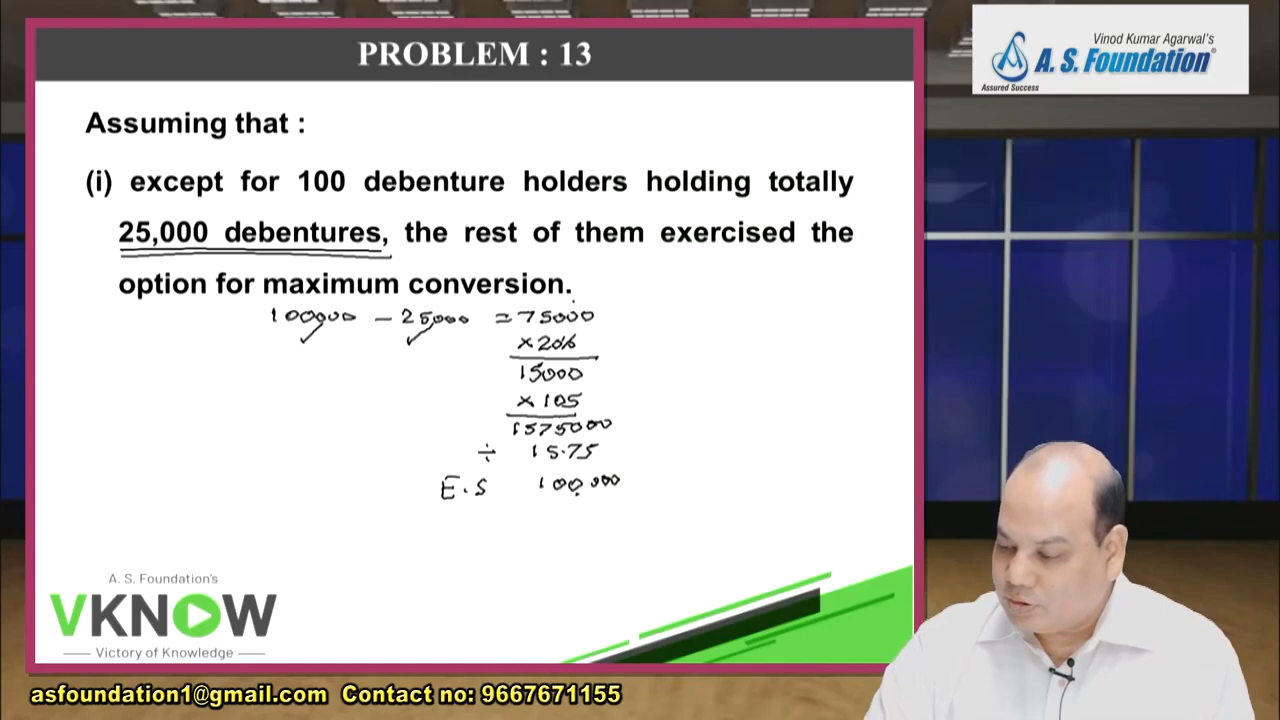 PROBLEM : 13
Vinod Kumar Agarwal's
A. S. Foundation®
Assured Success
Assuming that :
(i) except for 100 debenture holders holding totally
25,000 debentures, the rest of them exercised the
option for maximum conversion.
100000 - 25000 = 75000
× 20%
15000
× 105
1575000
÷ 15.75
E.S 100,000
A. S. Foundation's
VKNOW
Victory of Knowledge
asfoundation1@gmail.com Contact no: 9667671155